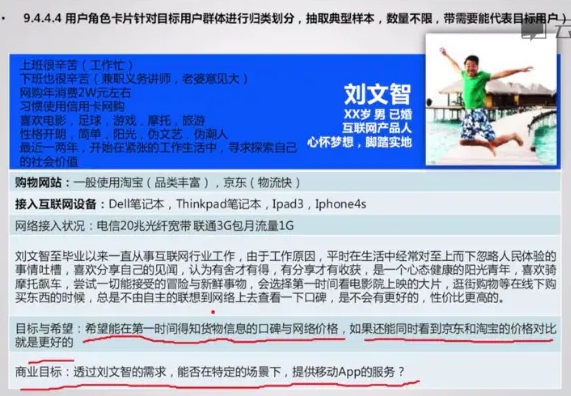 • 9.4.4.4 用户角色卡片针对目标用户群体进行归类划分，抽取典型样本，数量不限，带需要能代表目标用户）
上班很辛苦（工作忙）
下班也很辛苦（兼职义务讲师，老婆意见大）
网购年消费2W元左右
习惯使用信用卡网购
喜欢电影，足球，游戏，摩托，旅游
性格开朗，简单，阳光，伪文艺，伪潮人
最近一两年，开始在紧张的工作生活中，寻求探索自己
的社会价值
刘文智
XX岁 男 已婚
互联网产品人
心怀梦想，脚踏实地
购物网站：一般使用淘宝（品类丰富），京东（物流快）
接入互联网设备：Dell笔记本，Thinkpad笔记本，Ipad3，Iphone4s
网络接入状况：电信20兆光纤宽带 联通3G包月流量1G
刘文智至毕业以来一直从事互联网行业工作，由于工作原因，平时在生活中经常对至上而下忽略人民体验的
事情吐槽，喜欢分享自己的见闻，认为有舍才有得，有分享才有收获，是一个心态健康的阳光青年，喜欢骑
摩托飙车，尝试一切能接受的冒险与新鲜事物，会选择第一时间看电影院上映的大片，逛街购物等在线下购
买东西的时候，总是不由自主的联想到网络上去查看一下口碑，是不会有更好的，性价比更高的。
目标与希望：希望能在第一时间得知货物信息的口碑与网络价格，如果还能同时看到京东和淘宝的价格对比
就是更好的
商业目标：透过刘文智的需求，能否在特定的场景下，提供移动App的服务？